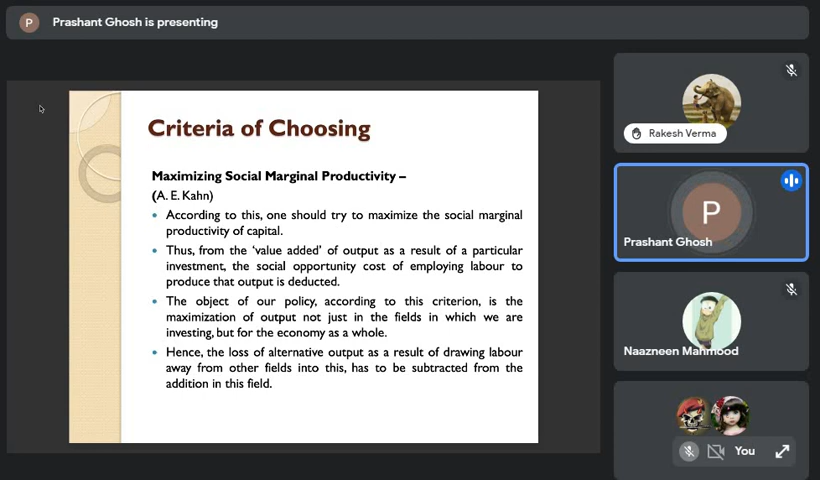 P Prashant Ghosh is presenting
Criteria of Choosing
Maximizing Social Marginal Productivity –
(A. E. Kahn)
• According to this, one should try to maximize the social marginal
productivity of capital.
• Thus, from the ‘value added’ of output as a result of a particular
investment, the social opportunity cost of employing labour to
produce that output is deducted.
• The object of our policy, according to this criterion, is the
maximization of output not just in the fields in which we are
investing, but for the economy as a whole.
• Hence, the loss of alternative output as a result of drawing labour
away from other fields into this, has to be subtracted from the
addition in this field.
Rakesh Verma
P
Prashant Ghosh
Naazneen Mahmood
You